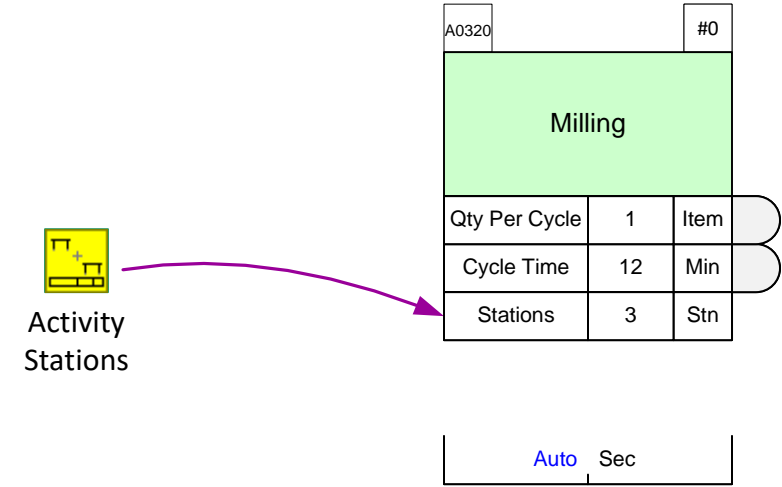 A0320 #0
Milling
Qty Per Cycle 1 Item
Cycle Time 12 Min
Stations 3 Stn
Activity
Stations
Auto Sec